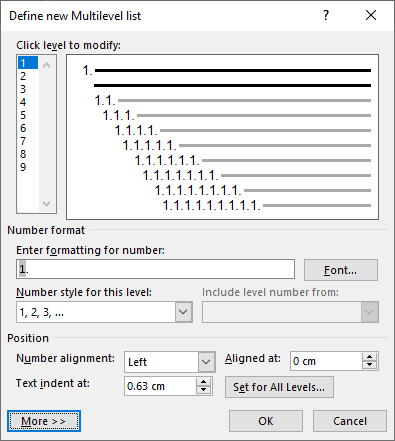 Define new Multilevel list
Click level to modify:
1
2
3
4
5
6
7
8
9
1.
1.1.
1.1.1.
1.1.1.1.
1.1.1.1.1.
1.1.1.1.1.1.
1.1.1.1.1.1.1.
1.1.1.1.1.1.1.1.
1.1.1.1.1.1.1.1.1.
Number format
Enter formatting for number:
1.
Font...
Number style for this level:
Include level number from:
1, 2, 3, ...
Position
Number alignment: Left Aligned at: 0 cm
Text indent at: 0.63 cm Set for All Levels...
More >> OK Cancel